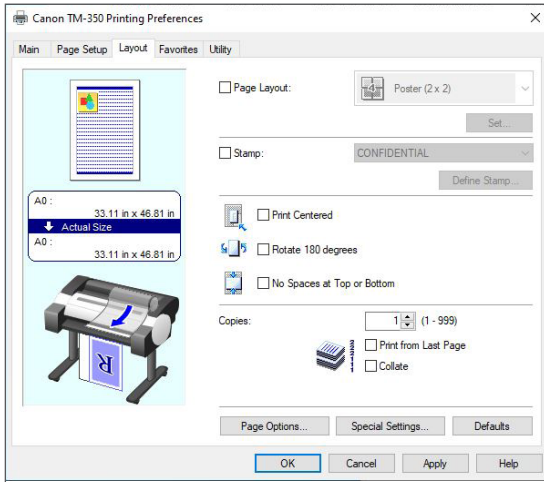 Canon TM-350 Printing Preferences
Main Page Setup Layout Favorites Utility
Page Layout: Poster (2 x 2)
Set...
Stamp: CONFIDENTIAL
Define Stamp...
A0 :
33.11 in x 46.81 in
Actual Size
A0 :
33.11 in x 46.81 in
Print Centered
Rotate 180 degrees
No Spaces at Top or Bottom
Copies: 1 (1 - 999)
Print from Last Page
Collate
R
Page Options... Special Settings... Defaults
OK Cancel Apply Help